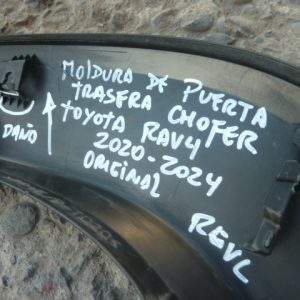 MOLDURA DE PUERTA
TRASERA CHOFER
TOYOTA RAV4
2020-2024
ORIGINAL
DAÑO
REVL